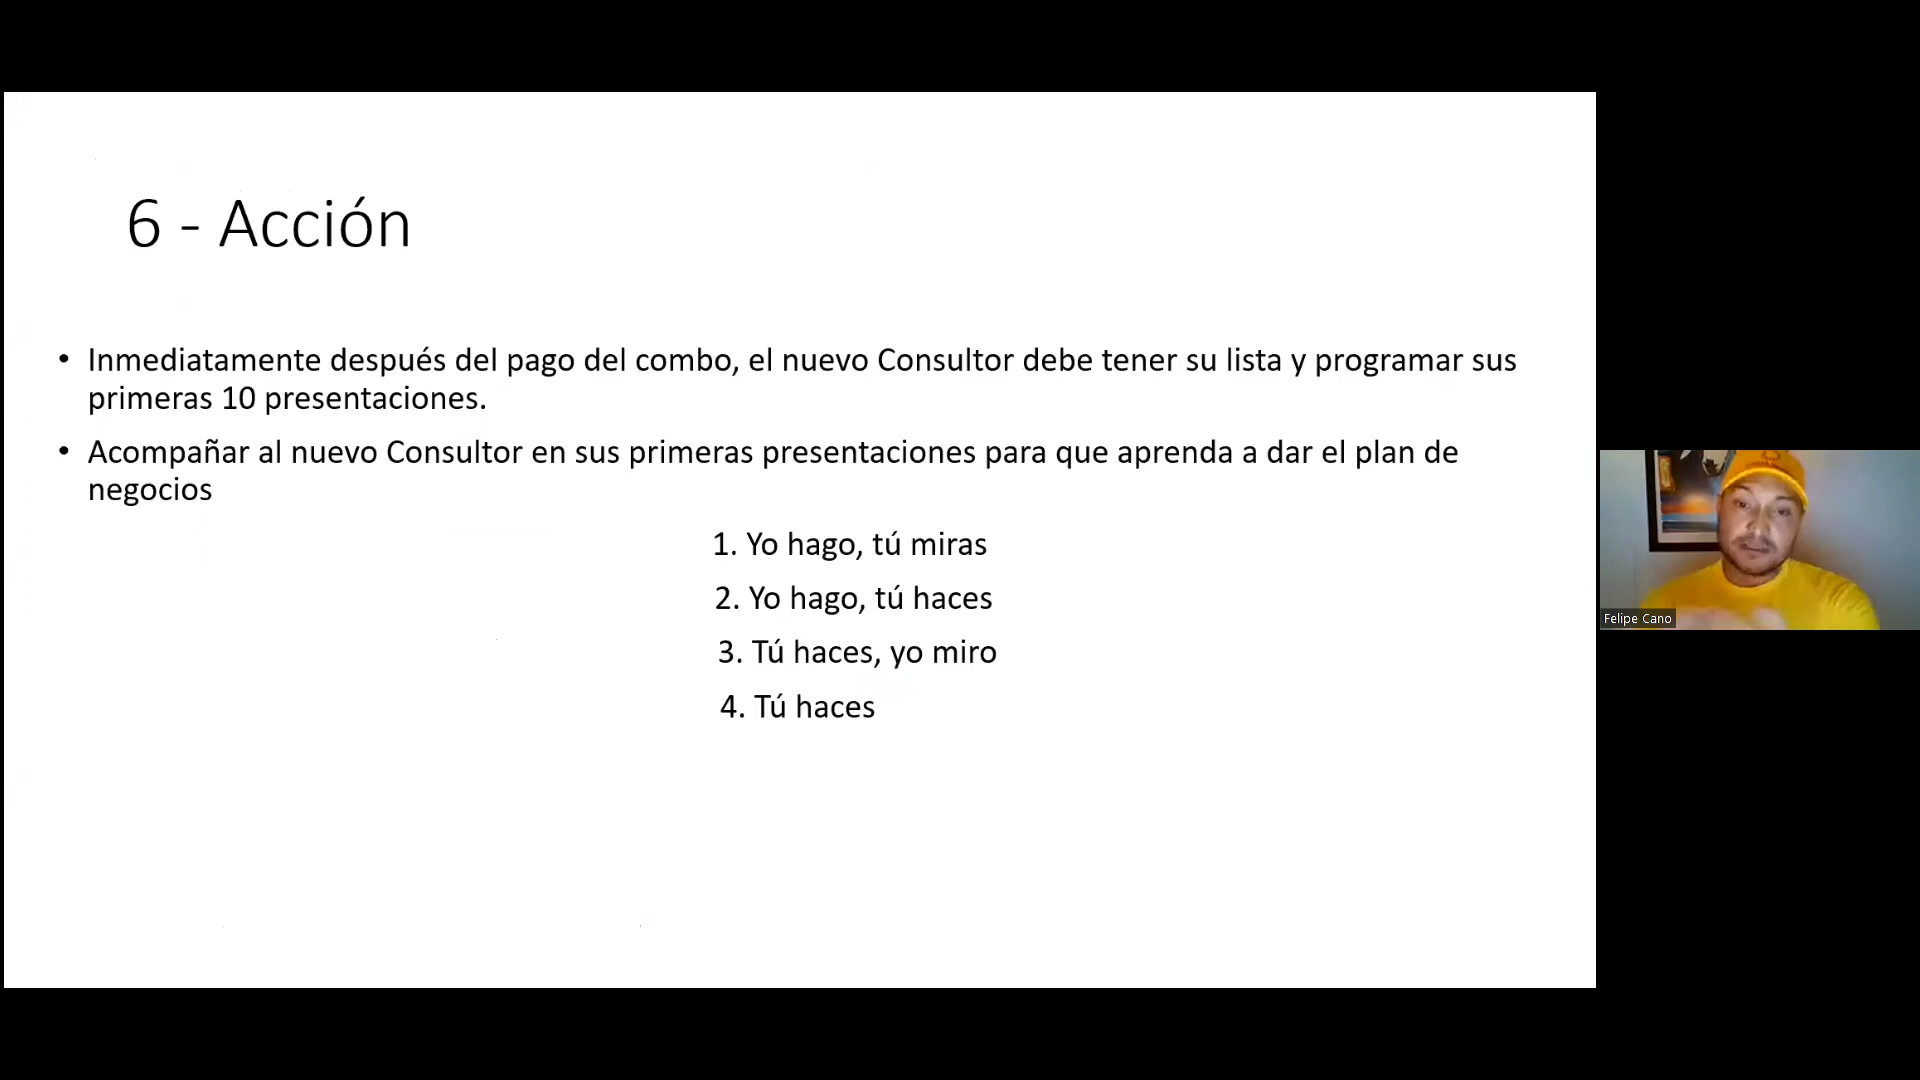 6 - Acción
• Inmediatamente después del pago del combo, el nuevo Consultor debe tener su lista y programar sus
primeras 10 presentaciones.
• Acompañar al nuevo Consultor en sus primeras presentaciones para que aprenda a dar el plan de
negocios
1. Yo hago, tú miras
2. Yo hago, tú haces
3. Tú haces, yo miro
4. Tú haces
Felipe Cano